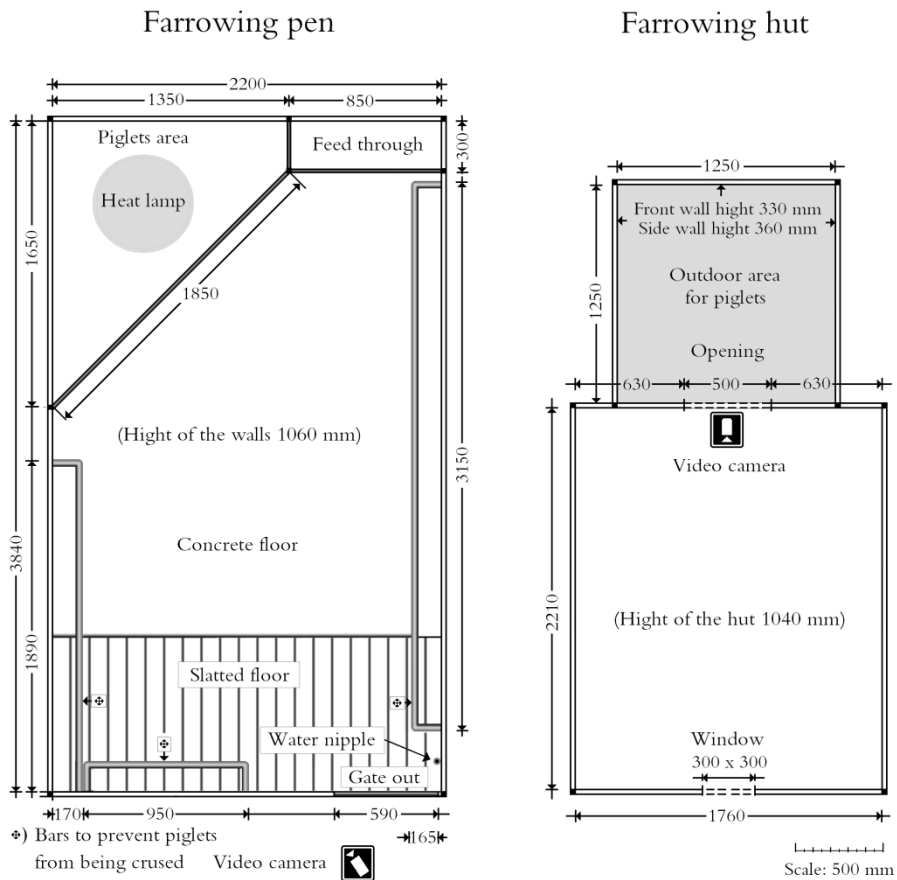 Farrowing pen
2200
1350
850
Piglets area
Feed through
300
Heat lamp
1650
1850
(Hight of the walls 1060 mm)
3150
Concrete floor
3840
1890
Slatted floor
Water nipple
Gate out
170
950
590
165
Bars to prevent piglets
from being crused
Video camera
Farrowing hut
1250
Front wall hight 330 mm
Side wall hight 360 mm
Outdoor area
for piglets
1250
Opening
630
500
630
Video camera
2210
(Hight of the hut 1040 mm)
Window
300 x 300
1760
Scale: 500 mm